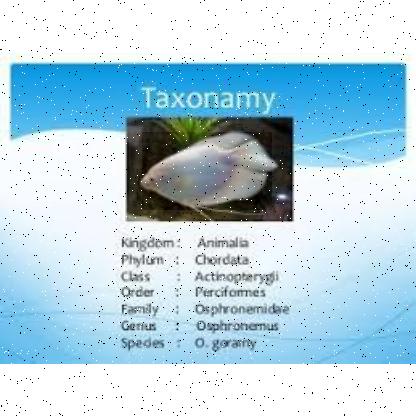 Taxonamy
Kingdom : Animalia
Phylum : Chordata
Class : Actinopterygii
Order : Perciformes
Family : Osphronemidae
Genus : Osphronemus
Species : O. goramy